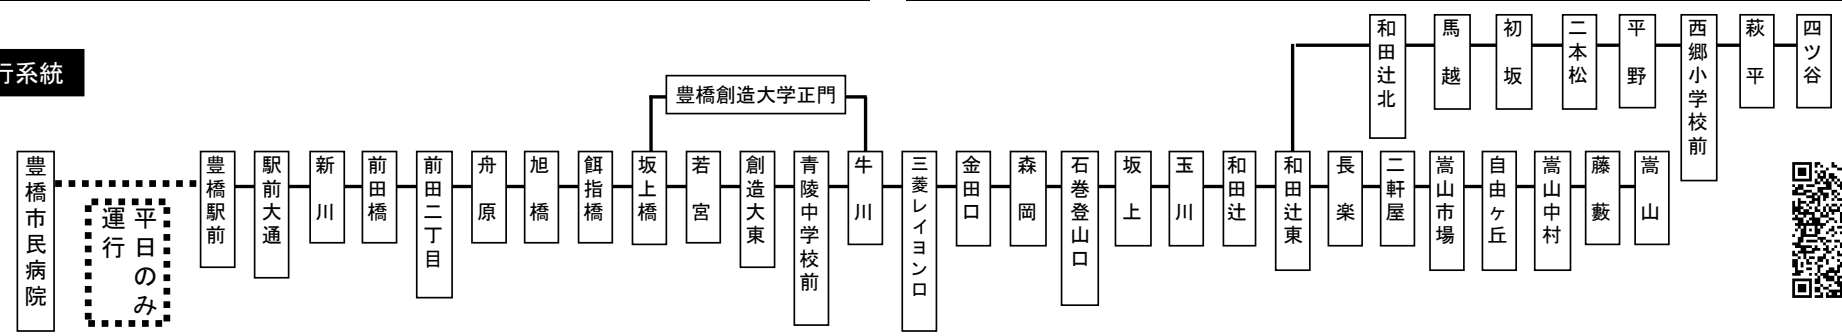 行系統
和田辻北
馬越
初坂
二本松
平野
西郷小学校前
萩平
四ツ谷
豊橋創造大学正門
豊橋市民病院
平日のみ
運行
豊橋駅前
駅前大通
新川
前田橋
前田二丁目
舟原
旭橋
餌指橋
坂上橋
若宮
創造大東
青陵中学校前
牛川
三菱レイヨン口
金田口
森岡
石巻登山口
坂上
玉川
和田辻
和田辻東
長楽
二軒屋
嵩山市場
自由ヶ丘
嵩山中村
藤藪
嵩山